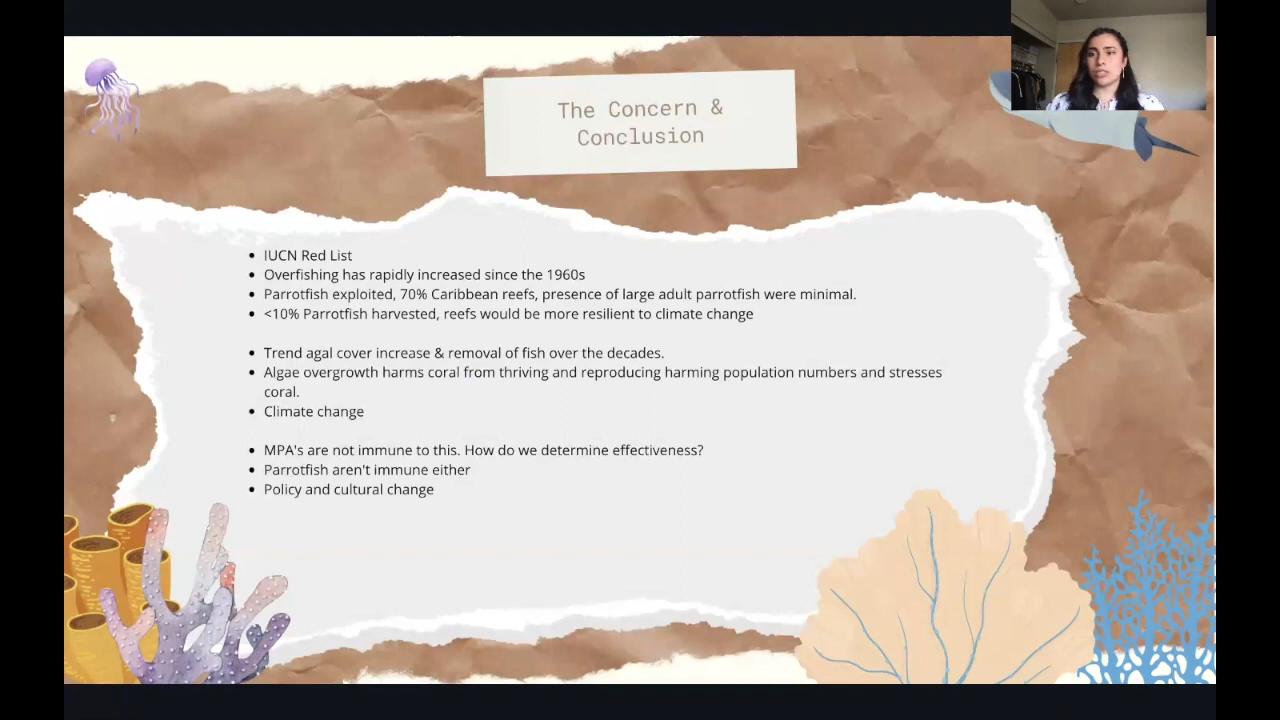 The Concern &
Conclusion
• IUCN Red List
• Overfishing has rapidly increased since the 1960s
• Parrotfish exploited, 70% Caribbean reefs, presence of large adult parrotfish were minimal.
• <10% Parrotfish harvested, reefs would be more resilient to climate change
• Trend agal cover increase & removal of fish over the decades.
• Algae overgrowth harms coral from thriving and reproducing harming population numbers and stresses
coral.
• Climate change
• MPA's are not immune to this. How do we determine effectiveness?
• Parrotfish aren't immune either
• Policy and cultural change